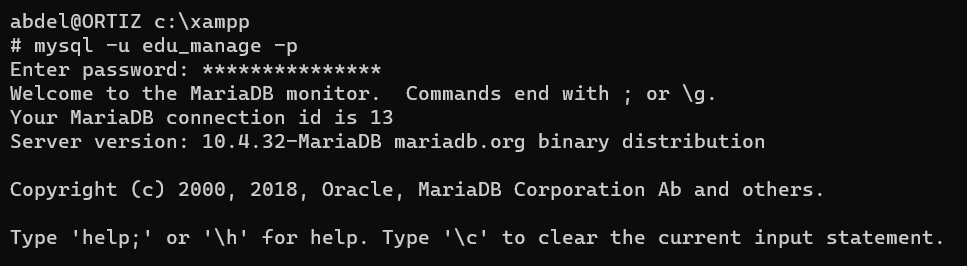 abdel@ORTIZ c:\xampp
# mysql -u edu_manage -p
Enter password: ***************
Welcome to the MariaDB monitor.  Commands end with ; or \g.
Your MariaDB connection id is 13
Server version: 10.4.32-MariaDB mariadb.org binary distribution

Copyright (c) 2000, 2018, Oracle, MariaDB Corporation Ab and others.

Type 'help;' or '\h' for help. Type '\c' to clear the current input statement.